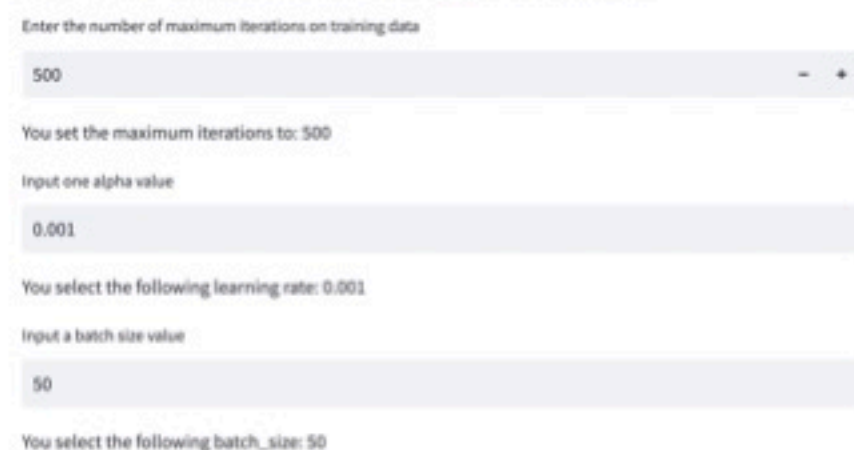 Enter the number of maximum iterations on training data
500
- +
You set the maximum iterations to: 500
Input one alpha value
0.001
You select the following learning rate: 0.001
Input a batch size value
50
You select the following batch_size: 50